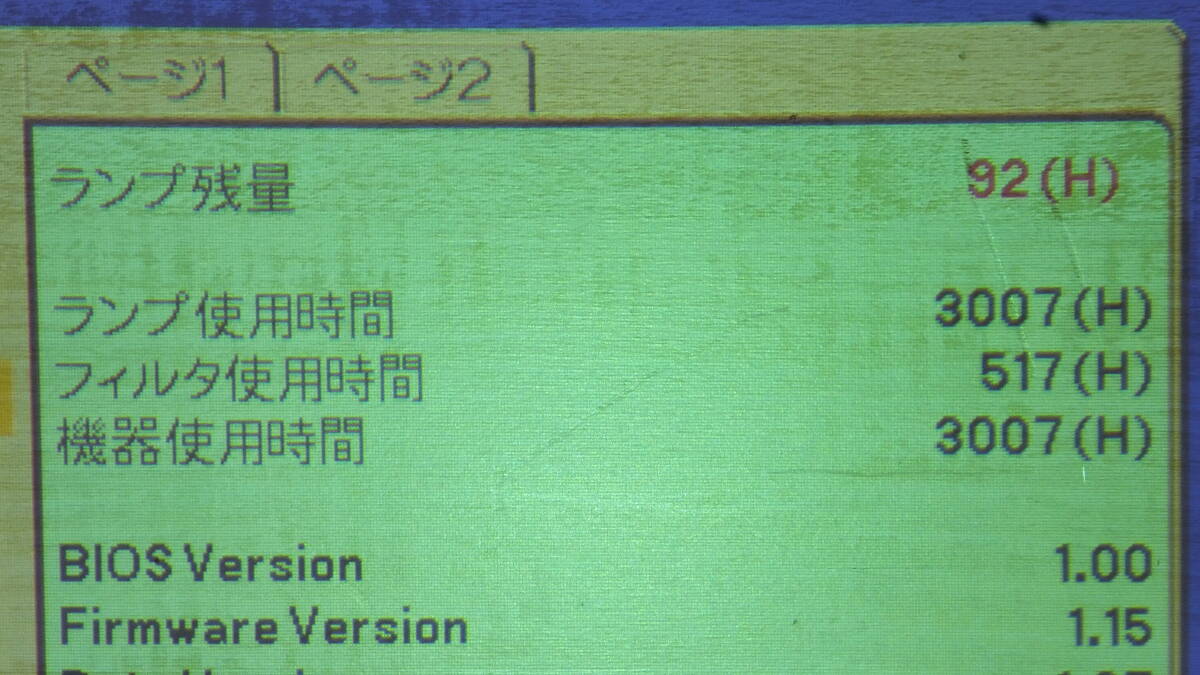 ページ1 ページ2
ランプ残量 92(H)
ランプ使用時間 3007(H)
フィルタ使用時間 517(H)
機器使用時間 3007(H)
BIOS Version 1.00
Firmware Version 1.15